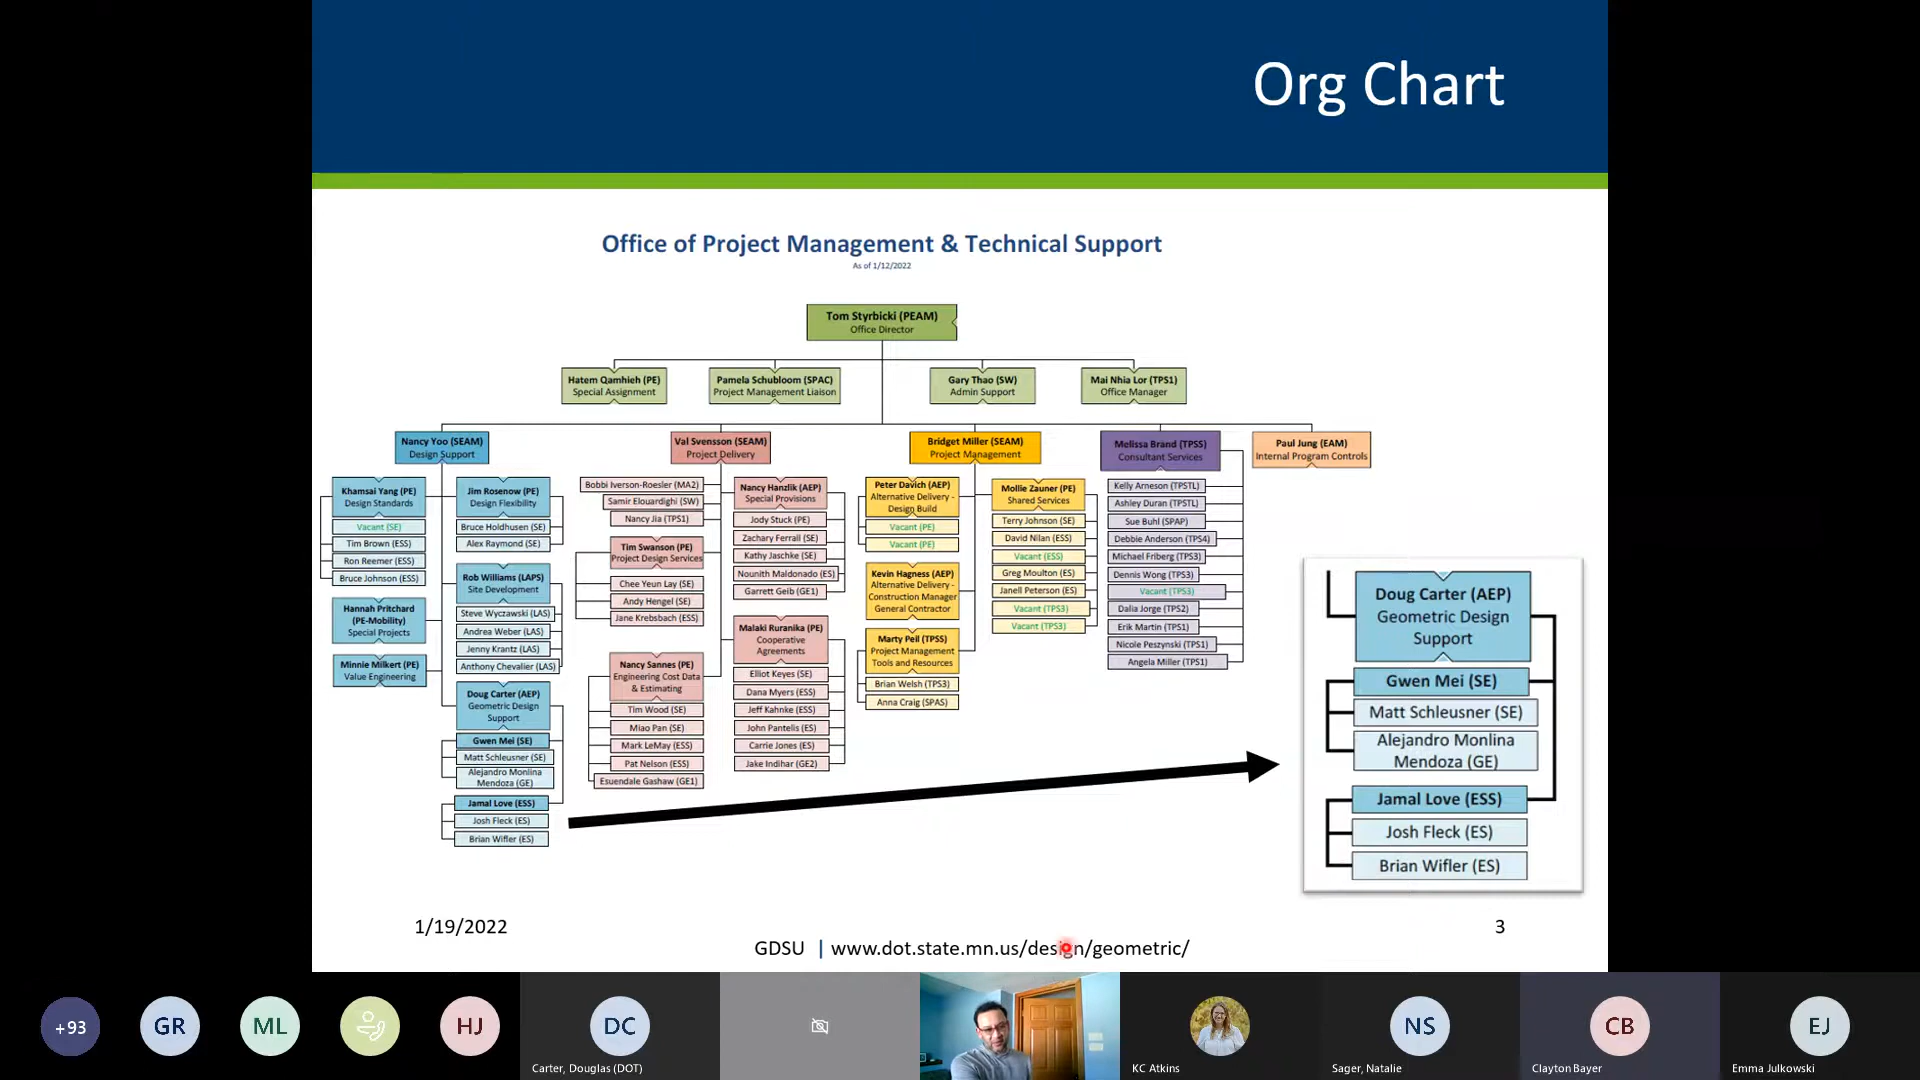 Org Chart
Office of Project Management & Technical Support
As of 1/12/2022
Tom Styrbicki (PEAM)
Office Director
Hatem Qamhieh (PE)
Special Assignment
Pamela Schubloom (SPAC)
Project Management Liaison
Gary Thao (SW)
Admin Support
Mai Nhia Lor (TPS1)
Office Manager
Nancy Yoo (SEAM)
Design Support
Khamsai Yang (PE)
Design Standards
Vacant (SE)
Tim Brown (ESS)
Ron Reemer (ESS)
Bruce Johnson (ESS)
Hannah Pritchard
(PE-Mobility)
Special Projects
Minnie Milkert (PE)
Value Engineering
Jim Rosenow (PE)
Design Flexibility
Bruce Holdhusen (SE)
Alex Raymond (SE)
Rob Williams (LAPS)
Site Development
Steve Wyczawski (LAS)
Andrea Weber (LAS)
Jenny Krantz (LAS)
Anthony Chevalier (LAS)
Doug Carter (AEP)
Geometric Design
Support
Gwen Mei (SE)
Matt Schleusner (SE)
Alejandro Monlina
Mendoza (GE)
Jamal Love (ESS)
Josh Fleck (ES)
Brian Wifler (ES)
Val Svensson (SEAM)
Project Delivery
Bobbi Iverson-Roesler (MA2)
Samir Elouardighi (SW)
Nancy Jia (TPS1)
Tim Swanson (PE)
Project Design Services
Chee Yeun Lay (SE)
Andy Hengel (SE)
Jane Krebsbach (ESS)
Nancy Sannes (PE)
Engineering Cost Data
& Estimating
Tim Wood (SE)
Miao Pan (SE)
Mark LeMay (ESS)
Pat Nelson (ESS)
Esuendale Gashaw (GE1)
Nancy Hanzlik (AEP)
Special Provisions
Jody Stuck (PE)
Zachary Ferrall (SE)
Kathy Jaschke (SE)
Nounith Maldonado (ES)
Garrett Geib (GE1)
Malaki Ruranika (PE)
Cooperative
Agreements
Elliot Keyes (SE)
Dana Myers (ESS)
Jeff Kahnke (ESS)
John Pantelis (ES)
Carrie Jones (ES)
Jake Indihar (GE2)
Bridget Miller (SEAM)
Project Management
Peter Davich (AEP)
Alternative Delivery -
Design Build
Vacant (PE)
Vacant (PE)
Kevin Hagness (AEP)
Alternative Delivery -
Construction Manager
General Contractor
Marty Peil (TPSS)
Project Management
Tools and Resources
Brian Welsh (TPS3)
Anna Craig (SPAS)
Mollie Zauner (PE)
Shared Services
Terry Johnson (SE)
David Nilan (ESS)
Vacant (ESS)
Greg Moulton (ES)
Janell Peterson (ES)
Vacant (TPS3)
Vacant (TPS3)
Melissa Brand (TPSS)
Consultant Services
Kelly Arneson (TPSTL)
Ashley Duran (TPSTL)
Sue Buhl (SPAP)
Debbie Anderson (TPS4)
Michael Friberg (TPS3)
Dennis Wong (TPS3)
Vacant (TPS3)
Dalia Jorge (TPS2)
Erik Martin (TPS1)
Nicole Peszynski (TPS1)
Angela Miller (TPS1)
Paul Jung (EAM)
Internal Program Controls
Doug Carter (AEP)
Geometric Design
Support
Gwen Mei (SE)
Matt Schleusner (SE)
Alejandro Monlina
Mendoza (GE)
Jamal Love (ESS)
Josh Fleck (ES)
Brian Wifler (ES)
1/19/2022
3
GDSU | www.dot.state.mn.us/design/geometric/
+93
GR
ML
HJ
DC
Carter, Douglas (DOT)
KC Atkins
NS
Sager, Natalie
CB
Clayton Bayer
EJ
Emma Julkowski